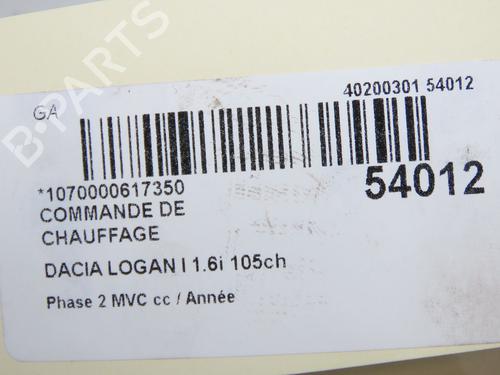 GA
40200301 54012
*1070000617350
54012
COMMANDE DE
CHAUFFAGE
DACIA LOGAN I 1.6i 105ch
Phase 2 MVC cc / Année
B-PARTS